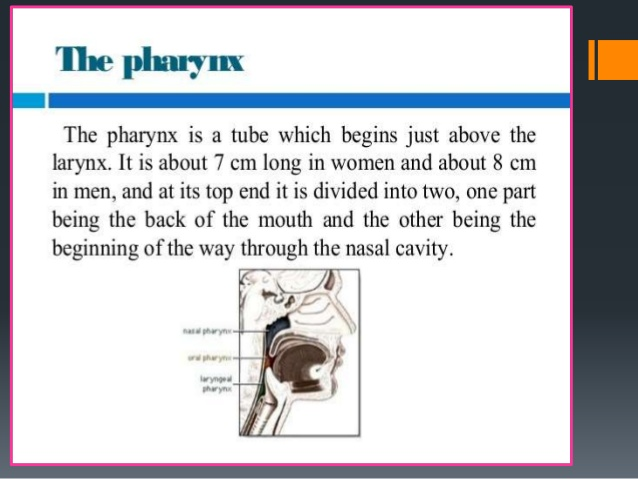 The pharynx
The pharynx is a tube which begins just above the
larynx. It is about 7 cm long in women and about 8 cm
in men, and at its top end it is divided into two, one part
being the back of the mouth and the other being the
beginning of the way through the nasal cavity.
nasal pharynx
oral pharynx
laryngeal
pharynx